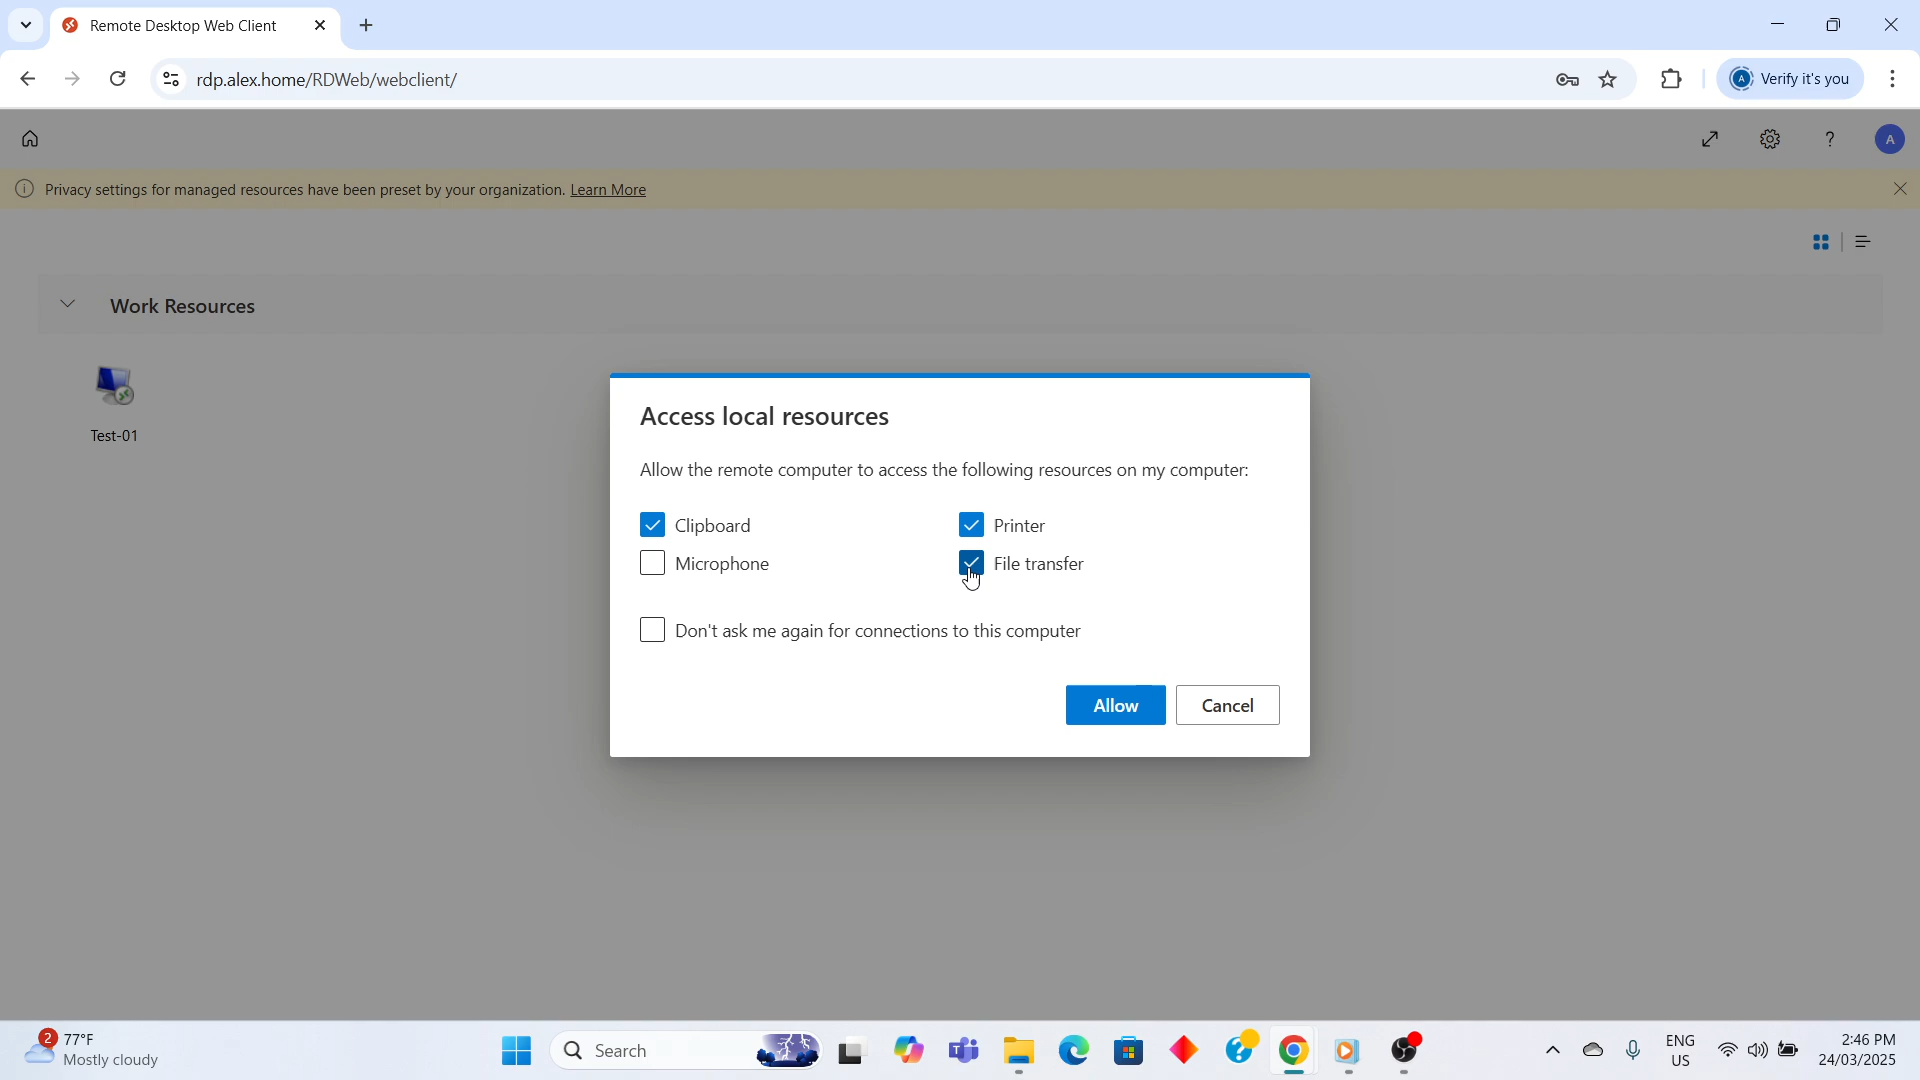 Remote Desktop Web Client
rdp.alex.home/RDWeb/webclient/
A Verify it's you
A
Privacy settings for managed resources have been preset by your organization. Learn More
Work Resources
Test-01
Access local resources
Allow the remote computer to access the following resources on my computer:
Clipboard Printer
Microphone File transfer
Don't ask me again for connections to this computer
Allow Cancel
2 77°F
Mostly cloudy
Search
ENG
US
2:46 PM
24/03/2025